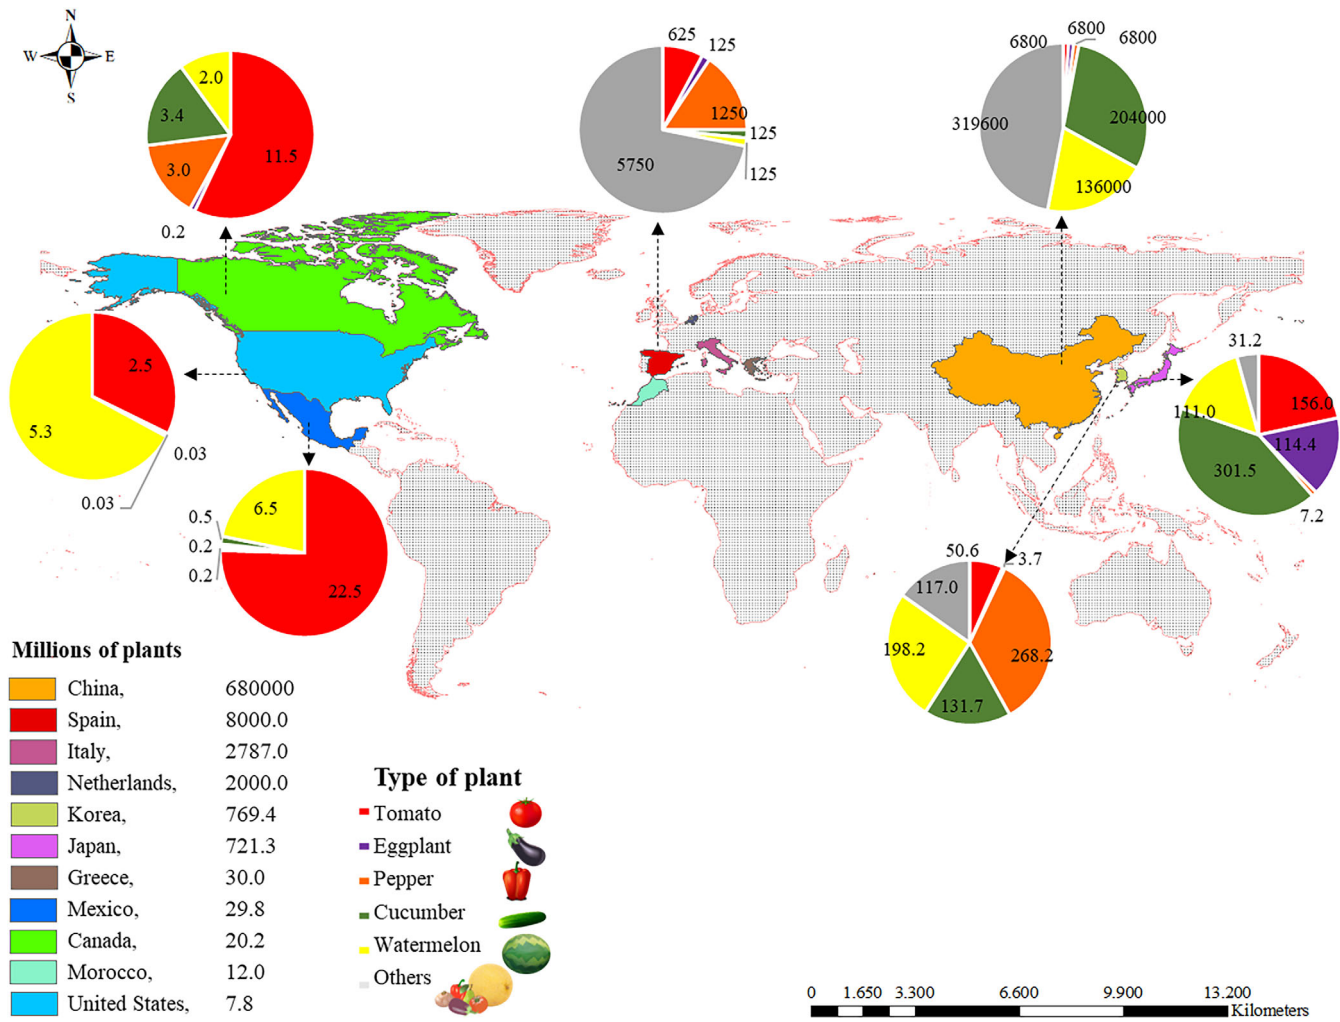 N
W E
S
2.0
3.4
11.5
3.0
0.2
625
125
1250
125
5750
125
6800
6800
6800
319600
204000
136000
2.5
5.3
0.03
0.03
6.5
0.5
0.2
0.2
22.5
31.2
156.0
111.0
114.4
301.5
7.2
50.6
3.7
117.0
198.2
268.2
131.7
Millions of plants
China, 680000
Spain, 8000.0
Italy, 2787.0
Netherlands, 2000.0
Korea, 769.4
Japan, 721.3
Greece, 30.0
Mexico, 29.8
Canada, 20.2
Morocco, 12.0
United States, 7.8
Type of plant
Tomato
Eggplant
Pepper
Cucumber
Watermelon
Others
0 1.650 3.300 6.600 9.900 13.200
Kilometers